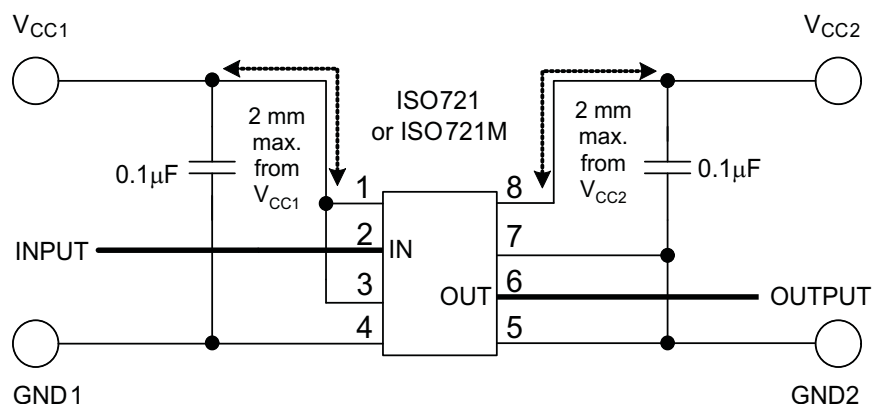 VCC1
VCC2
ISO721
or ISO721M
2 mm
max.
from
VCC1
2 mm
max.
from
VCC2
0.1μF
0.1μF
1
8
INPUT
2
IN
7
3
6
OUT
OUTPUT
4
5
GND1
GND2